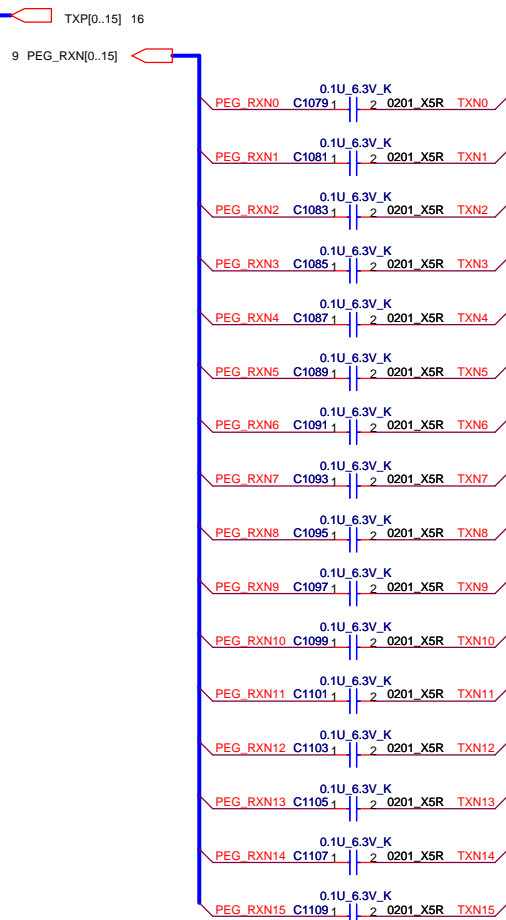 TXP[0..15] 16
9 PEG_RXN[0..15]
0.1U_6.3V_K
PEG_RXN0 C1079 1 2 0201_X5R TXN0
0.1U_6.3V_K
PEG_RXN1 C1081 1 2 0201_X5R TXN1
0.1U_6.3V_K
PEG_RXN2 C1083 1 2 0201_X5R TXN2
0.1U_6.3V_K
PEG_RXN3 C1085 1 2 0201_X5R TXN3
0.1U_6.3V_K
PEG_RXN4 C1087 1 2 0201_X5R TXN4
0.1U_6.3V_K
PEG_RXN5 C1089 1 2 0201_X5R TXN5
0.1U_6.3V_K
PEG_RXN6 C1091 1 2 0201_X5R TXN6
0.1U_6.3V_K
PEG_RXN7 C1093 1 2 0201_X5R TXN7
0.1U_6.3V_K
PEG_RXN8 C1095 1 2 0201_X5R TXN8
0.1U_6.3V_K
PEG_RXN9 C1097 1 2 0201_X5R TXN9
0.1U_6.3V_K
PEG_RXN10 C1099 1 2 0201_X5R TXN10
0.1U_6.3V_K
PEG_RXN11 C1101 1 2 0201_X5R TXN11
0.1U_6.3V_K
PEG_RXN12 C1103 1 2 0201_X5R TXN12
0.1U_6.3V_K
PEG_RXN13 C1105 1 2 0201_X5R TXN13
0.1U_6.3V_K
PEG_RXN14 C1107 1 2 0201_X5R TXN14
0.1U_6.3V_K
PEG_RXN15 C1109 1 2 0201_X5R TXN15